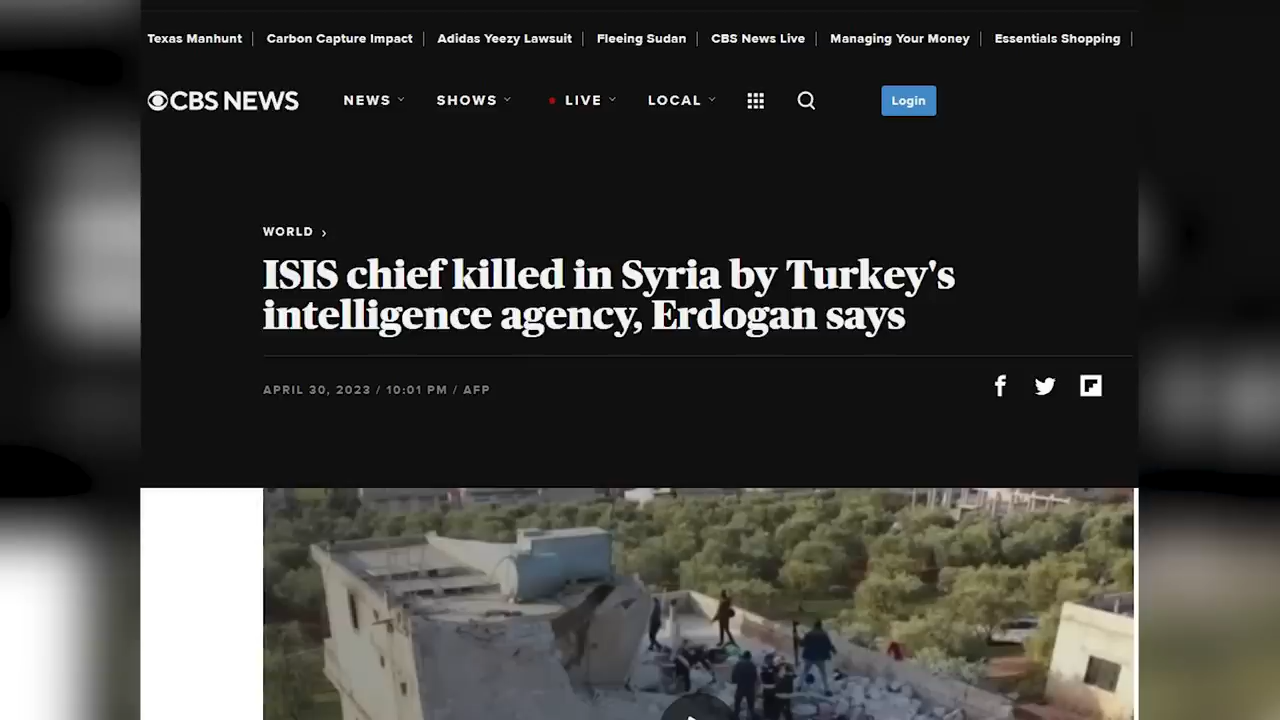 Texas Manhunt | Carbon Capture Impact | Adidas Yeezy Lawsuit | Fleeing Sudan | CBS News Live | Managing Your Money | Essentials Shopping |
CBS NEWS NEWS SHOWS LIVE LOCAL Login
WORLD ›
ISIS chief killed in Syria by Turkey's
intelligence agency, Erdogan says
APRIL 30, 2023 / 10:01 PM / AFP